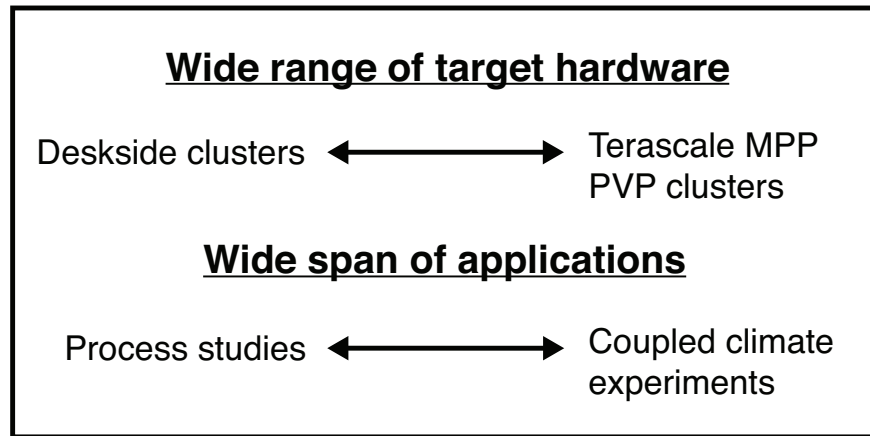 Wide range of target hardware
Deskside clusters
Terascale MPP
PVP clusters
Wide span of applications
Process studies
Coupled climate
experiments